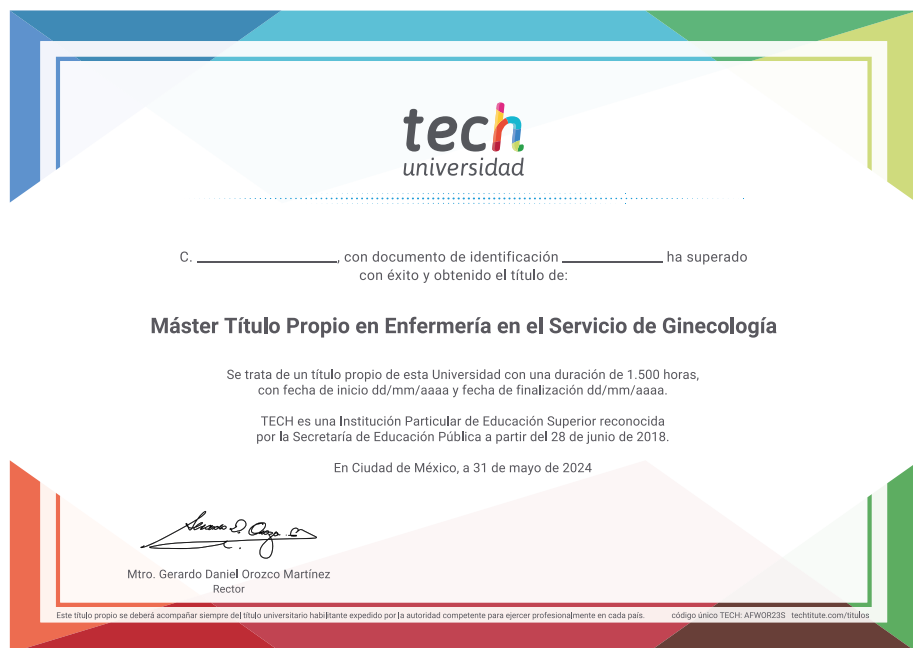 tech
universidad
C. ____________, con documento de identificación ____________ ha superado
con éxito y obtenido el título de:
Máster Título Propio en Enfermería en el Servicio de Ginecología
Se trata de un título propio de esta Universidad con una duración de 1.500 horas,
con fecha de inicio dd/mm/aaaa y fecha de finalización dd/mm/aaaa.
TECH es una Institución Particular de Educación Superior reconocida
por la Secretaría de Educación Pública a partir del 28 de junio de 2018.
En Ciudad de México, a 31 de mayo de 2024
Mtro. Gerardo Daniel Orozco Martínez
Rector
Este título propio se deberá acompañar siempre del título universitario habilitante expedido por la autoridad competente para ejercer profesionalmente en cada país. código único TECH: AFWOR23S techtitute.com/titulos